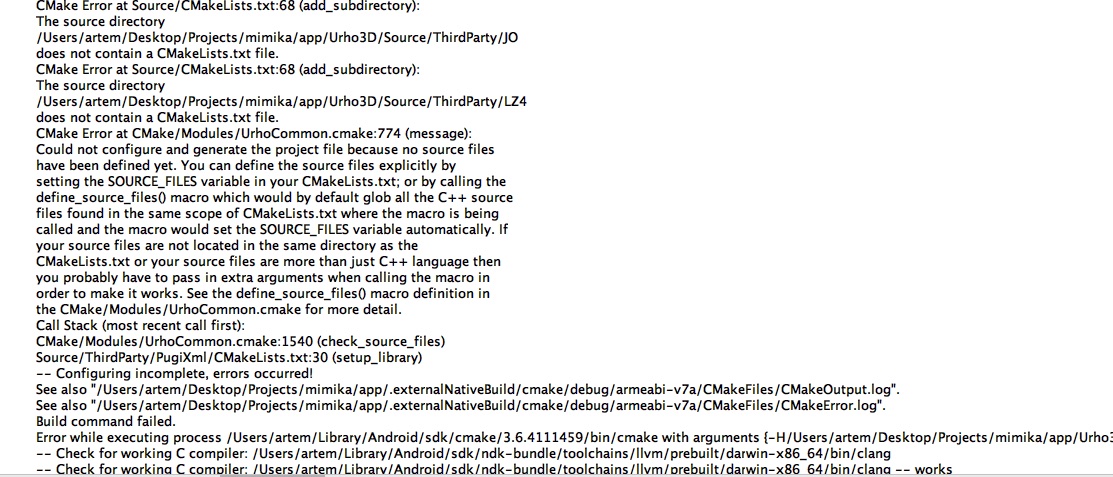 CMake Error at Source/CMakeLists.txt:68 (add_subdirectory):
The source directory
/Users/artem/Desktop/Projects/mimika/app/Urho3D/Source/ThirdParty/JO
does not contain a CMakeLists.txt file.
CMake Error at Source/CMakeLists.txt:68 (add_subdirectory):
The source directory
/Users/artem/Desktop/Projects/mimika/app/Urho3D/Source/ThirdParty/LZ4
does not contain a CMakeLists.txt file.
CMake Error at CMake/Modules/UrhoCommon.cmake:774 (message):
Could not configure and generate the project file because no source files
have been defined yet. You can define the source files explicitly by
setting the SOURCE_FILES variable in your CMakeLists.txt; or by calling the
define_source_files() macro which would by default glob all the C++ source
files found in the same scope of CMakeLists.txt where the macro is being
called and the macro would set the SOURCE_FILES variable automatically. If
your source files are not located in the same directory as the
CMakeLists.txt or your source files are more than just C++ language then
you probably have to pass in extra arguments when calling the macro in
order to make it works. See the define_source_files() macro definition in
the CMake/Modules/UrhoCommon.cmake for more detail.
Call Stack (most recent call first):
CMake/Modules/UrhoCommon.cmake:1540 (check_source_files)
Source/ThirdParty/PugiXml/CMakeLists.txt:30 (setup_library)
-- Configuring incomplete, errors occurred!
See also "/Users/artem/Desktop/Projects/mimika/app/.externalNativeBuild/cmake/debug/armeabi-v7a/CMakeFiles/CMakeOutput.log".
See also "/Users/artem/Desktop/Projects/mimika/app/.externalNativeBuild/cmake/debug/armeabi-v7a/CMakeFiles/CMakeError.log".
Build command failed.
Error while executing process /Users/artem/Library/Android/sdk/cmake/3.6.4111459/bin/cmake with arguments {-H/Users/artem/Desktop/Projects/mimika/app/Urho3
-- Check for working C compiler: /Users/artem/Library/Android/sdk/ndk-bundle/toolchains/llvm/prebuilt/darwin-x86_64/bin/clang
-- Check for working C compiler: /Users/artem/Library/Android/sdk/ndk-bundle/toolchains/llvm/prebuilt/darwin-x86_64/bin/clang -- works